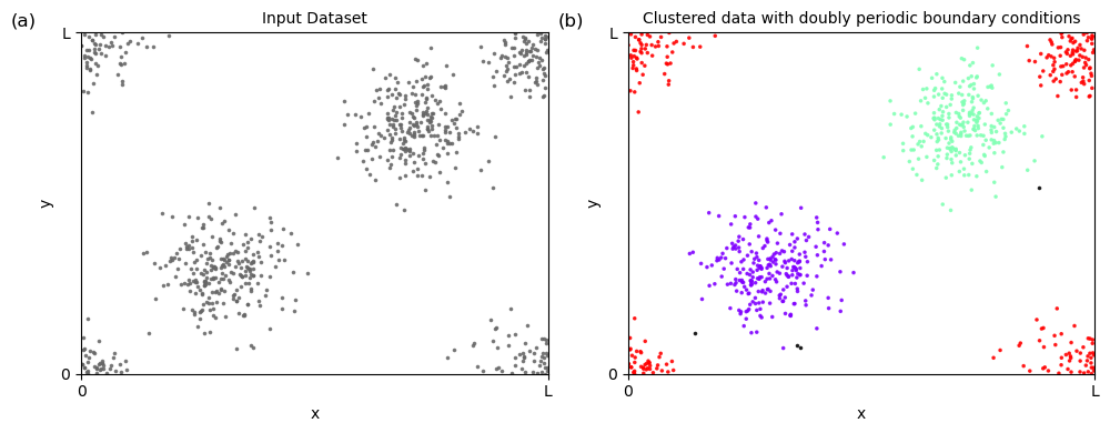 (a)
Input Dataset
L
y
0
0
L
x
(b)
Clustered data with doubly periodic boundary conditions
L
y
0
0
L
x